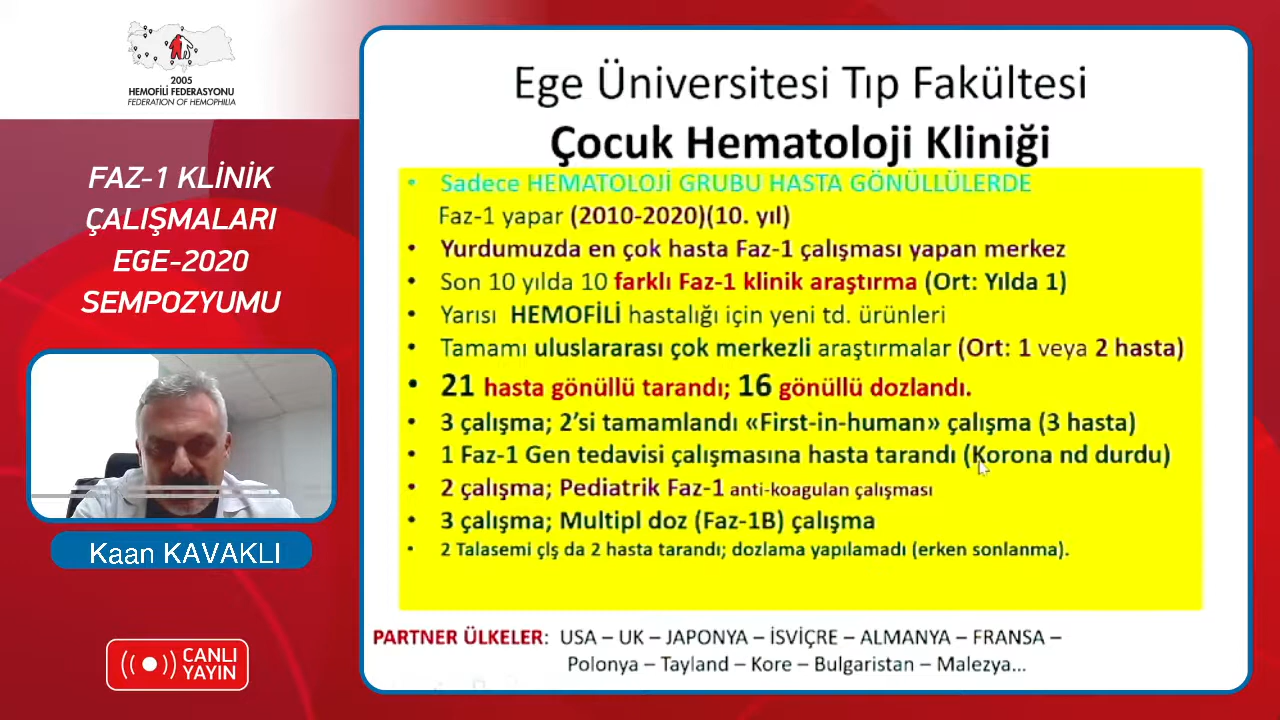 2005
HEMOFİLİ FEDERASYONU
FEDERATION OF HEMOPHILIA
FAZ-1 KLİNİK
ÇALIŞMALARI
EGE-2020
SEMPOZYUMU
Kaan KAVAKLI
CANLI
YAYIN
Ege Üniversitesi Tıp Fakültesi
Çocuk Hematoloji Kliniği
• Sadece HEMATOLOJİ GRUBU HASTA GÖNÜLLÜLERDE
Faz-1 yapar (2010-2020)(10. yıl)
• Yurdumuzda en çok hasta Faz-1 çalışması yapan merkez
• Son 10 yılda 10 farklı Faz-1 klinik araştırma (Ort: Yılda 1)
• Yarısı HEMOFİLİ hastalığı için yeni td. ürünleri
• Tamamı uluslararası çok merkezli araştırmalar (Ort: 1 veya 2 hasta)
• 21 hasta gönüllü tarandı; 16 gönüllü dozlandı.
• 3 çalışma; 2’si tamamlandı «First-in-human» çalışma (3 hasta)
• 1 Faz-1 Gen tedavisi çalışmasına hasta tarandı (Korona nd durdu)
• 2 çalışma; Pediatrik Faz-1 anti-koagulan çalışması
• 3 çalışma; Multipl doz (Faz-1B) çalışma
• 2 Talasemi çlş da 2 hasta tarandı; dozlama yapılamadı (erken sonlanma).
PARTNER ÜLKELER: USA – UK – JAPONYA – İSVİÇRE – ALMANYA – FRANSA –
Polonya – Tayland – Kore – Bulgaristan – Malezya...